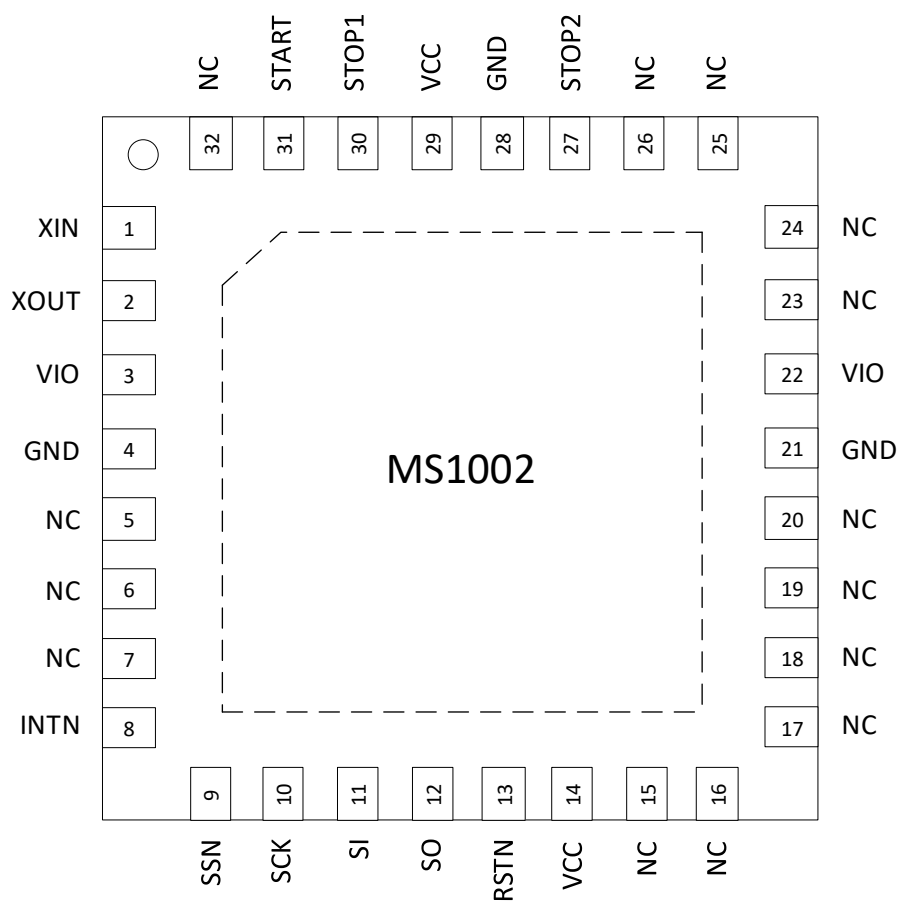 NC START STOP1 VCC GND STOP2 NC NC
32 31 30 29 28 27 26 25
XIN 1 24 NC
XOUT 2 23 NC
VIO 3 22 VIO
GND 4 21 GND
MS1002
NC 5 20 NC
NC 6 19 NC
NC 7 18 NC
INTN 8 17 NC
9 10 11 12 13 14 15 16
SSN SCK SI SO RSTN VCC NC NC